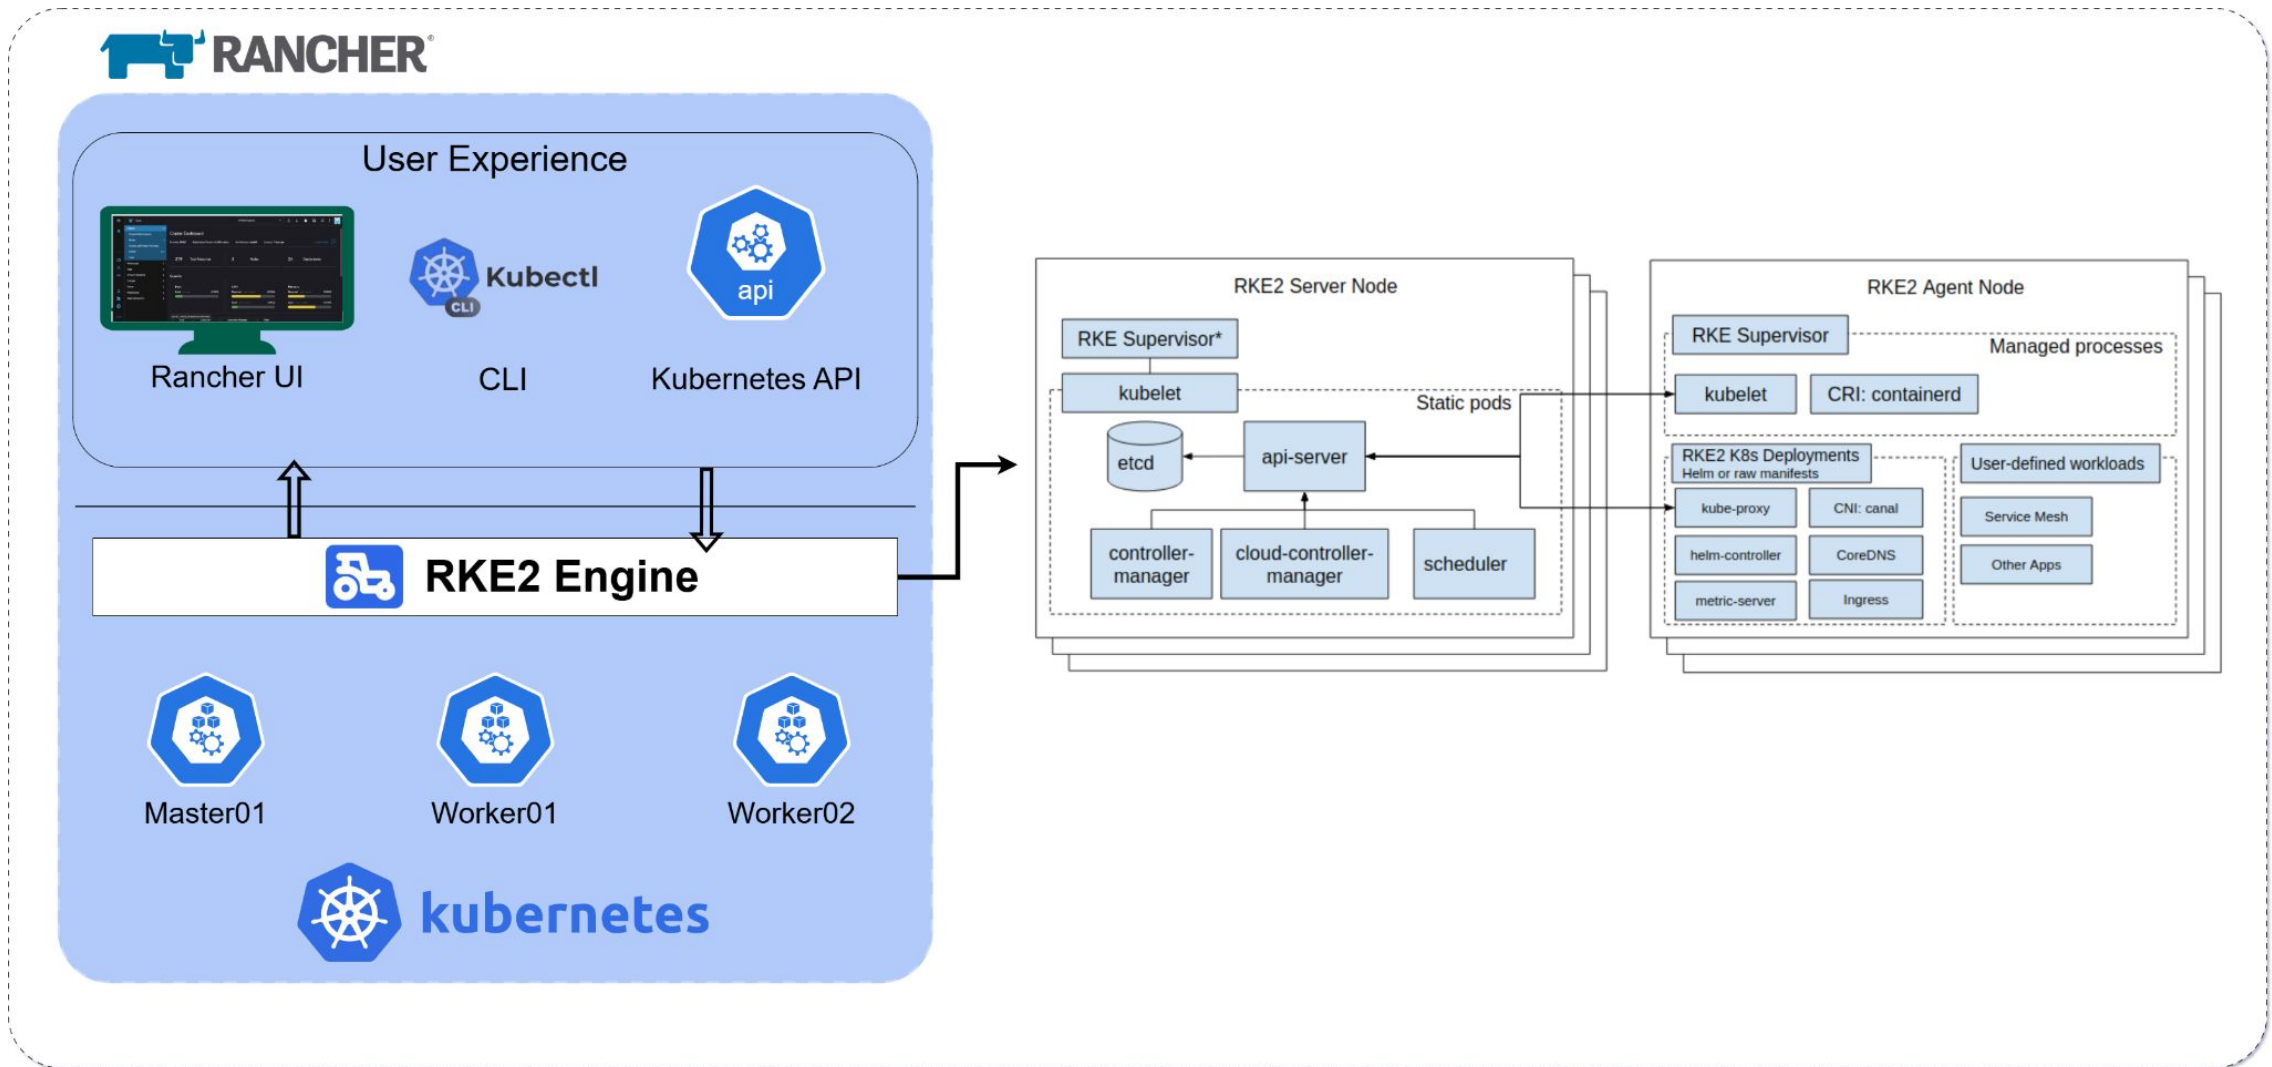 RANCHER®
User Experience
Kubectl
CLI
api
Rancher UI
CLI
Kubernetes API
RKE2 Engine
Master01
Worker01
Worker02
kubernetes
RKE2 Server Node
RKE Supervisor*
kubelet
Static pods
etcd
api-server
controller-
manager
cloud-controller-
manager
scheduler
RKE2 Agent Node
RKE Supervisor
Managed processes
kubelet
CRI: containerd
RKE2 K8s Deployments
Helm or raw manifests
kube-proxy
CNI: canal
helm-controller
CoreDNS
metric-server
Ingress
User-defined workloads
Service Mesh
Other Apps